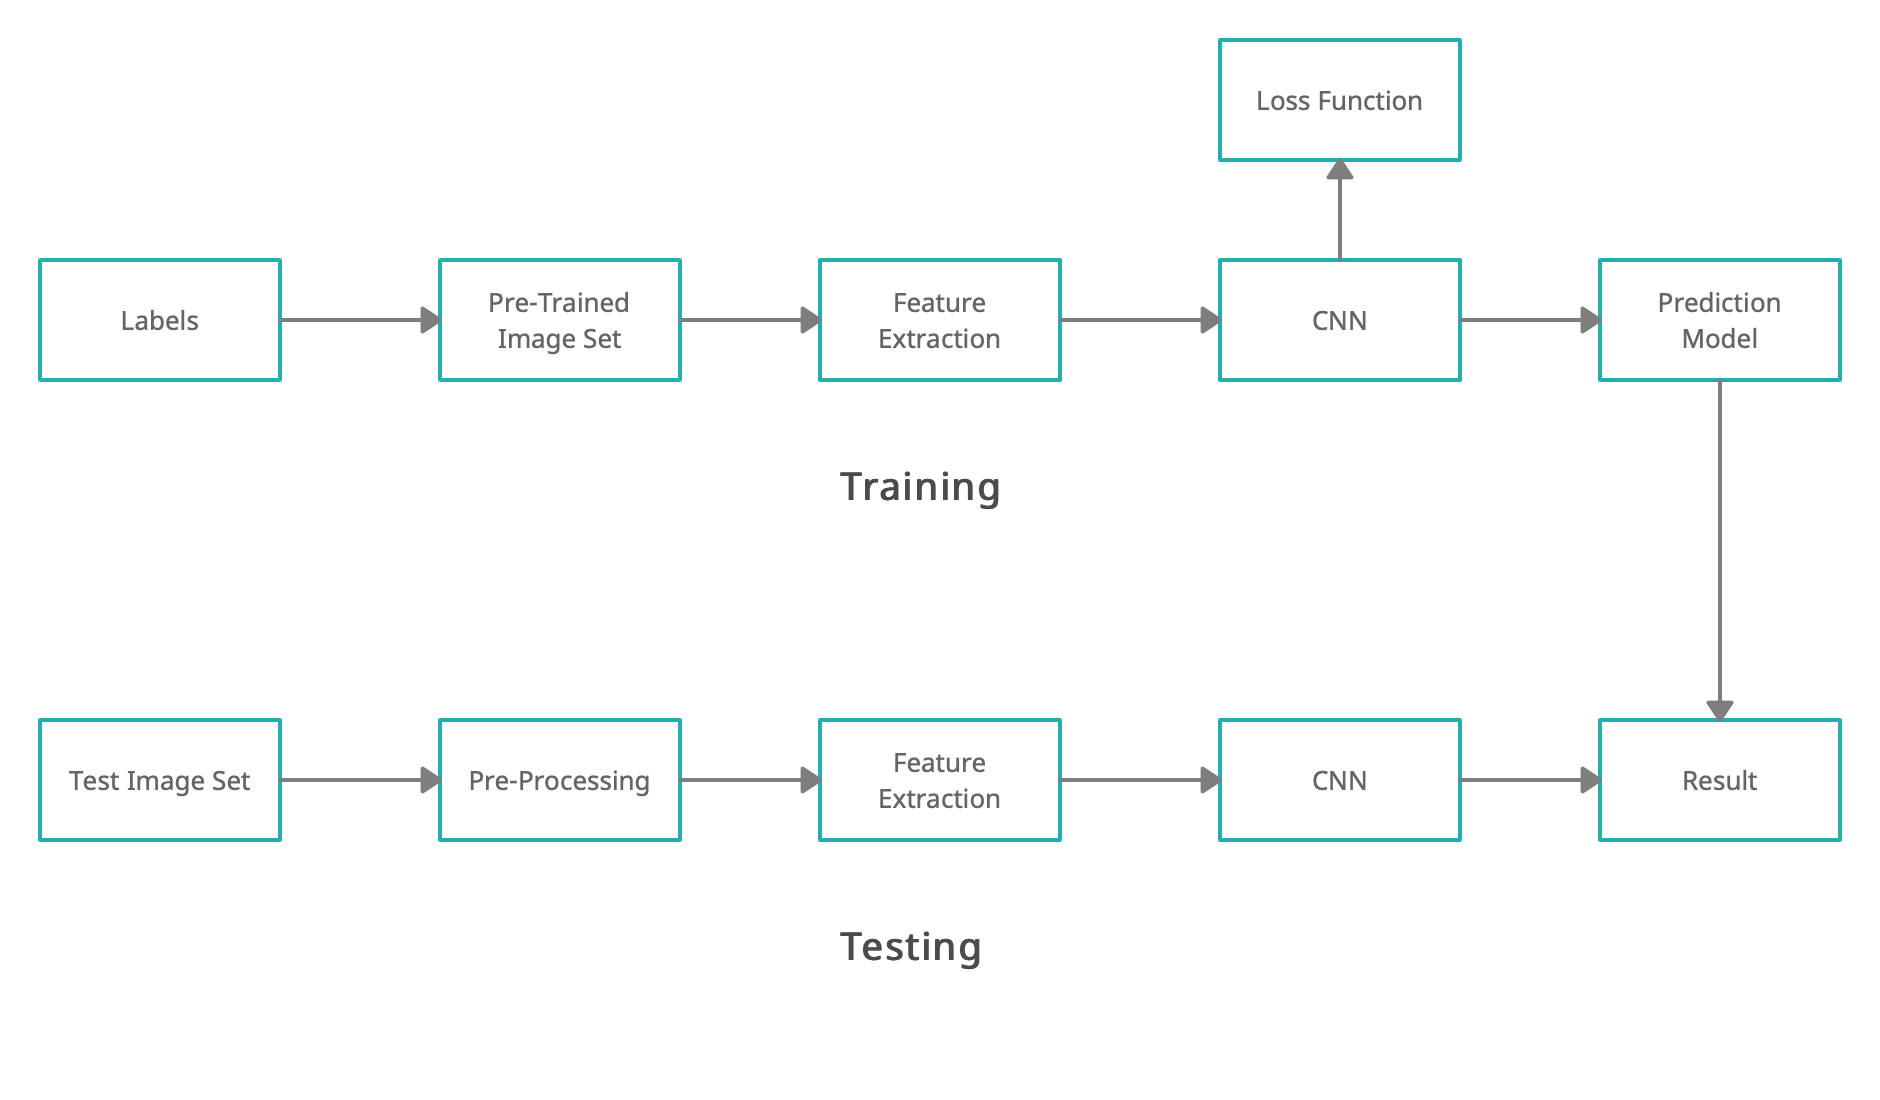 Loss Function
Labels
Pre-Trained
Image Set
Feature
Extraction
CNN
Prediction
Model
Training
Test Image Set
Pre-Processing
Feature
Extraction
CNN
Result
Testing